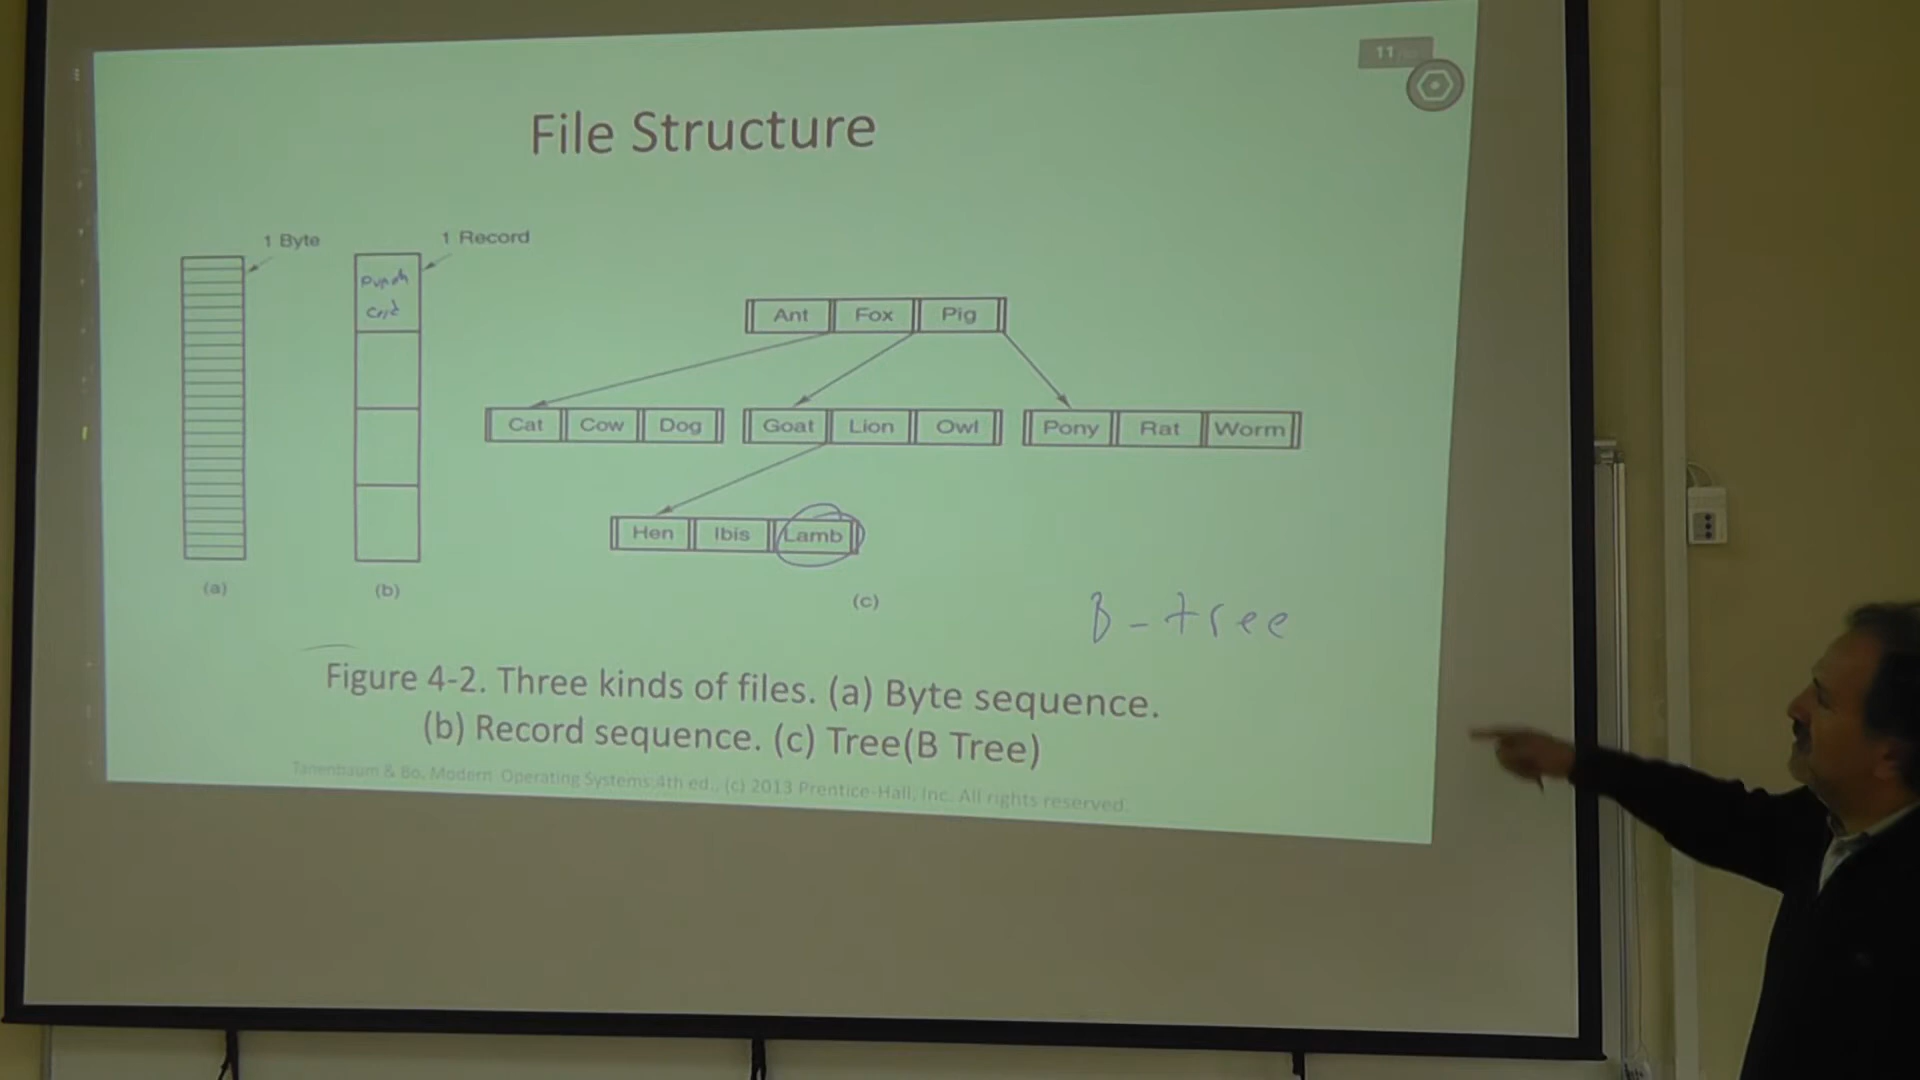 11
File Structure
1 Byte
1 Record
Punch
Card
Ant Fox Pig
Cat Cow Dog Goat Lion Owl Pony Rat Worm
Hen Ibis Lamb
(a)
(b)
(c)
B-tree
Figure 4-2. Three kinds of files. (a) Byte sequence.
(b) Record sequence. (c) Tree(B Tree)
Tanenbaum & Bo, Modern Operating Systems:4th ed., (c) 2013 Prentice-Hall, Inc. All rights reserved.